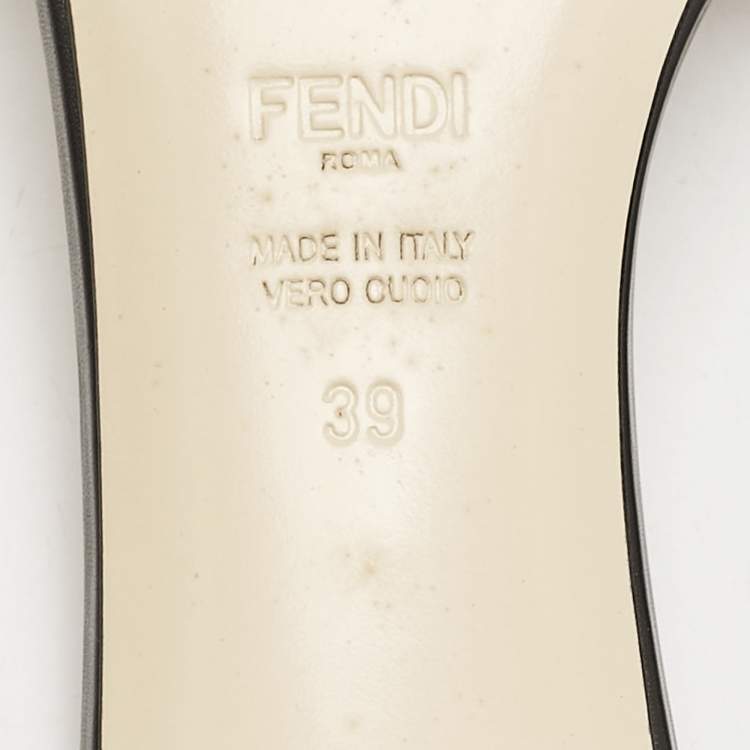 FENDI
ROMA
MADE IN ITALY
VERO CUOIO
39